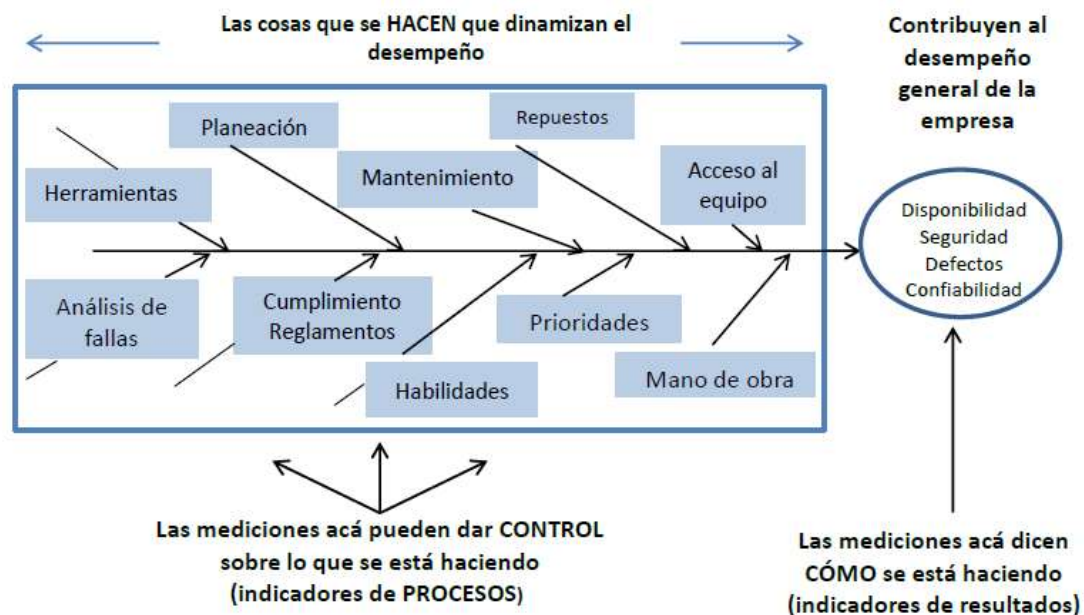 Las cosas que se HACEN que dinamizan el
desempeño
Contribuyen al
desempeño
general de la
empresa
Planeación
Repuestos
Herramientas
Mantenimiento
Acceso al
equipo
Disponibilidad
Seguridad
Defectos
Confiabilidad
Análisis de
fallas
Cumplimiento
Reglamentos
Prioridades
Habilidades
Mano de obra
Las mediciones acá pueden dar CONTROL
sobre lo que se está haciendo
(indicadores de PROCESOS)
Las mediciones acá dicen
CÓMO se está haciendo
(indicadores de resultados)